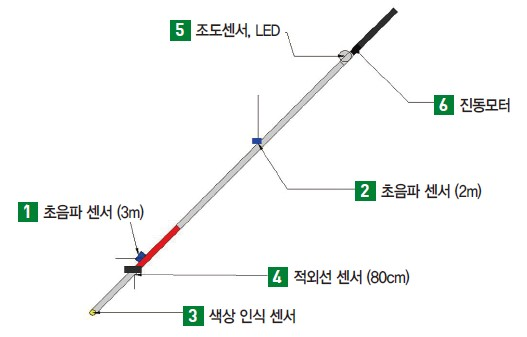 5 조도센서, LED
6 진동모터
2 초음파 센서 (2m)
1 초음파 센서 (3m)
4 적외선 센서 (80cm)
3 색상 인식 센서